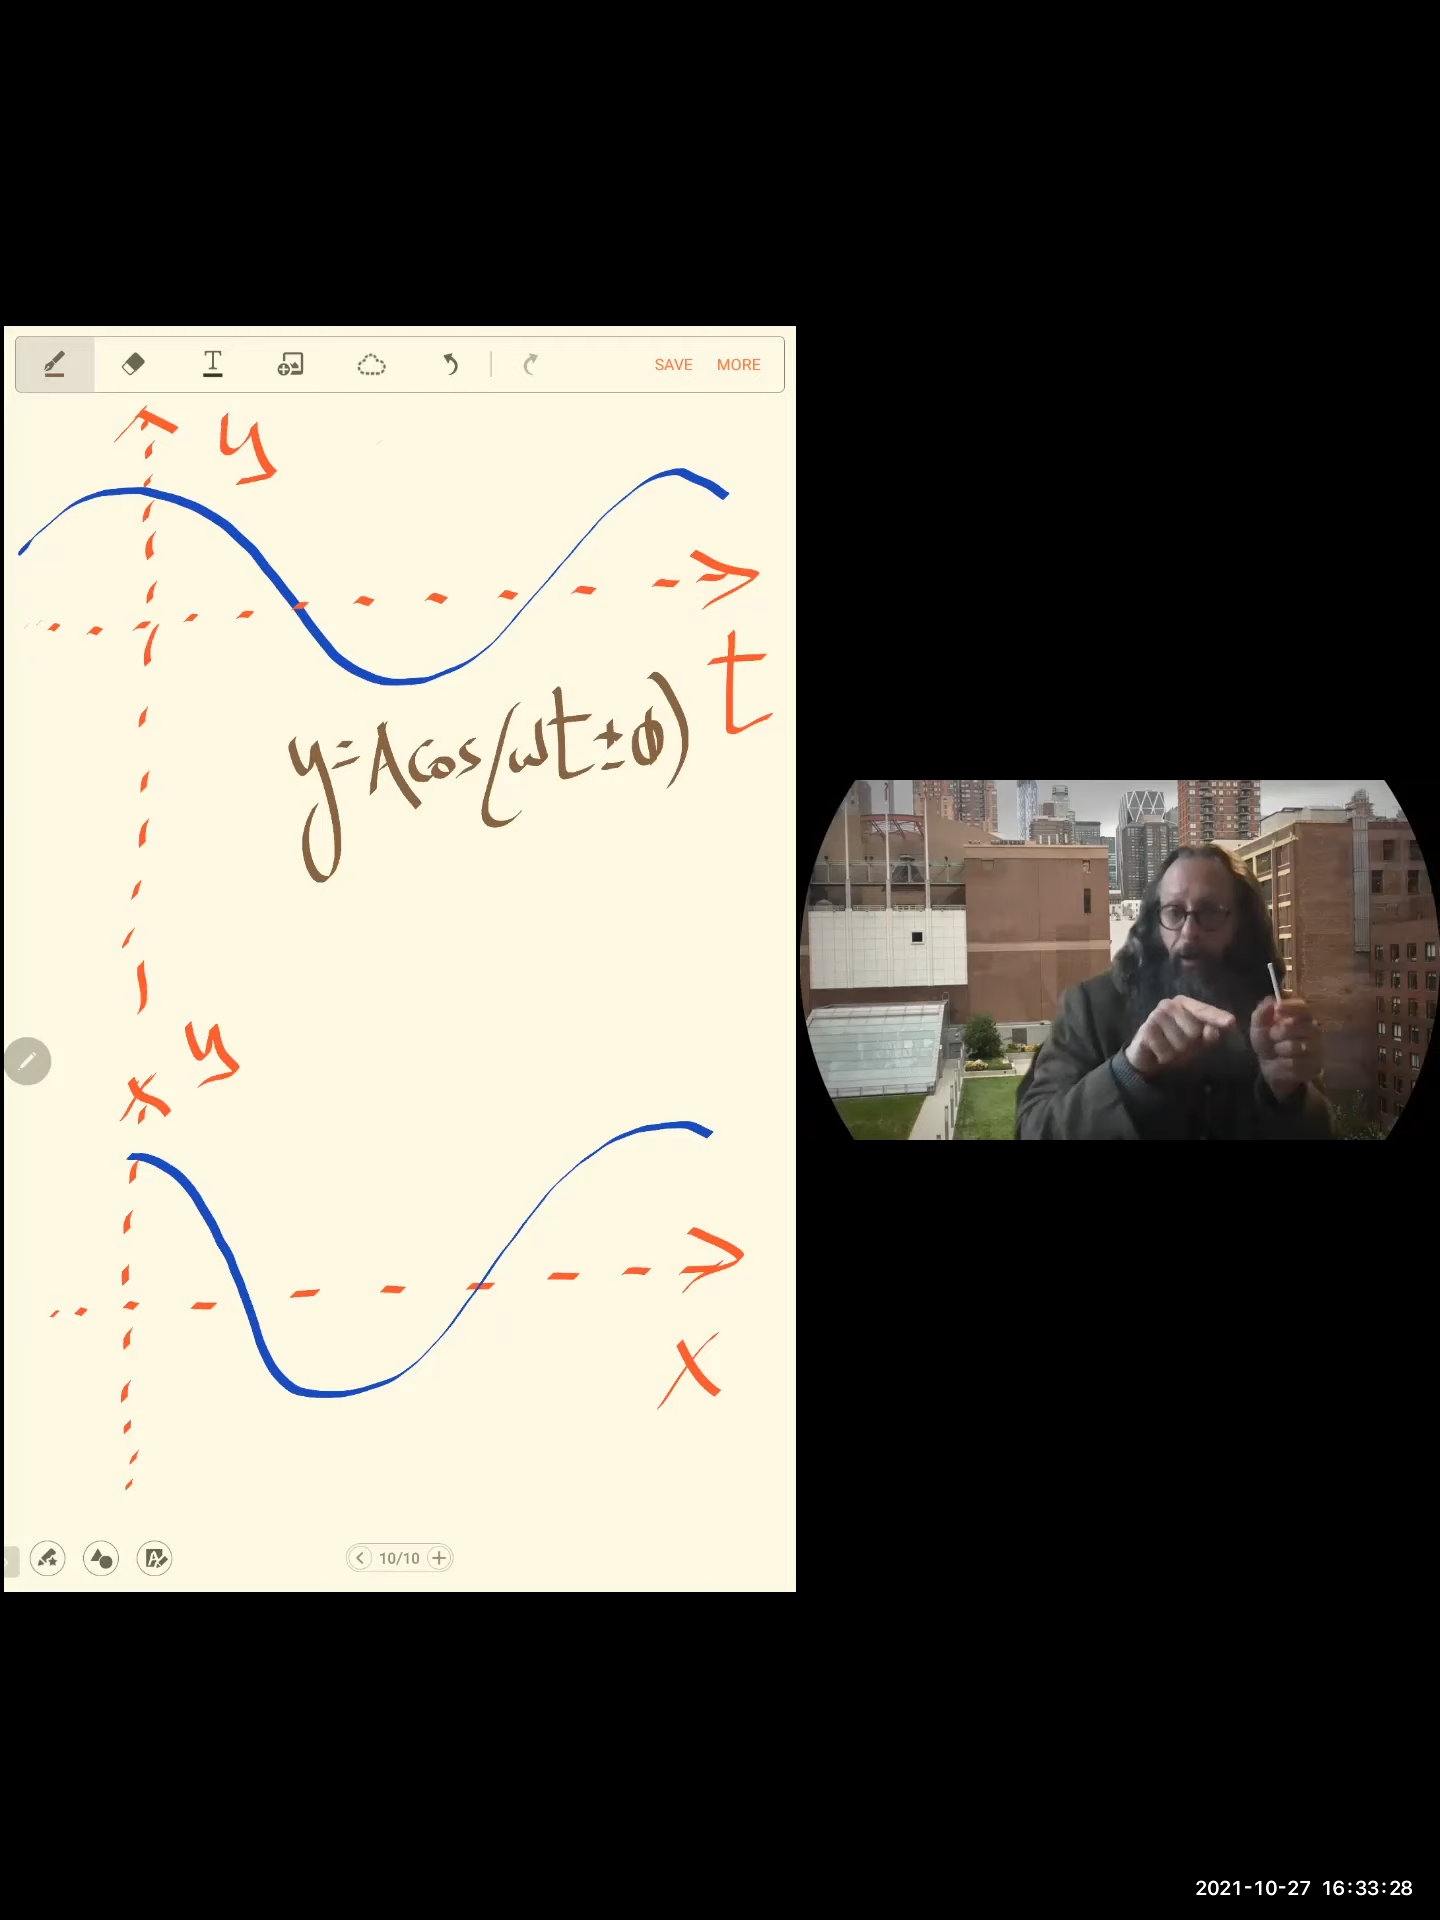 T
SAVE MORE
y
t
y=Acos(ωt±ϕ)
y
x
A
10/10
2021-10-27 16:33:28